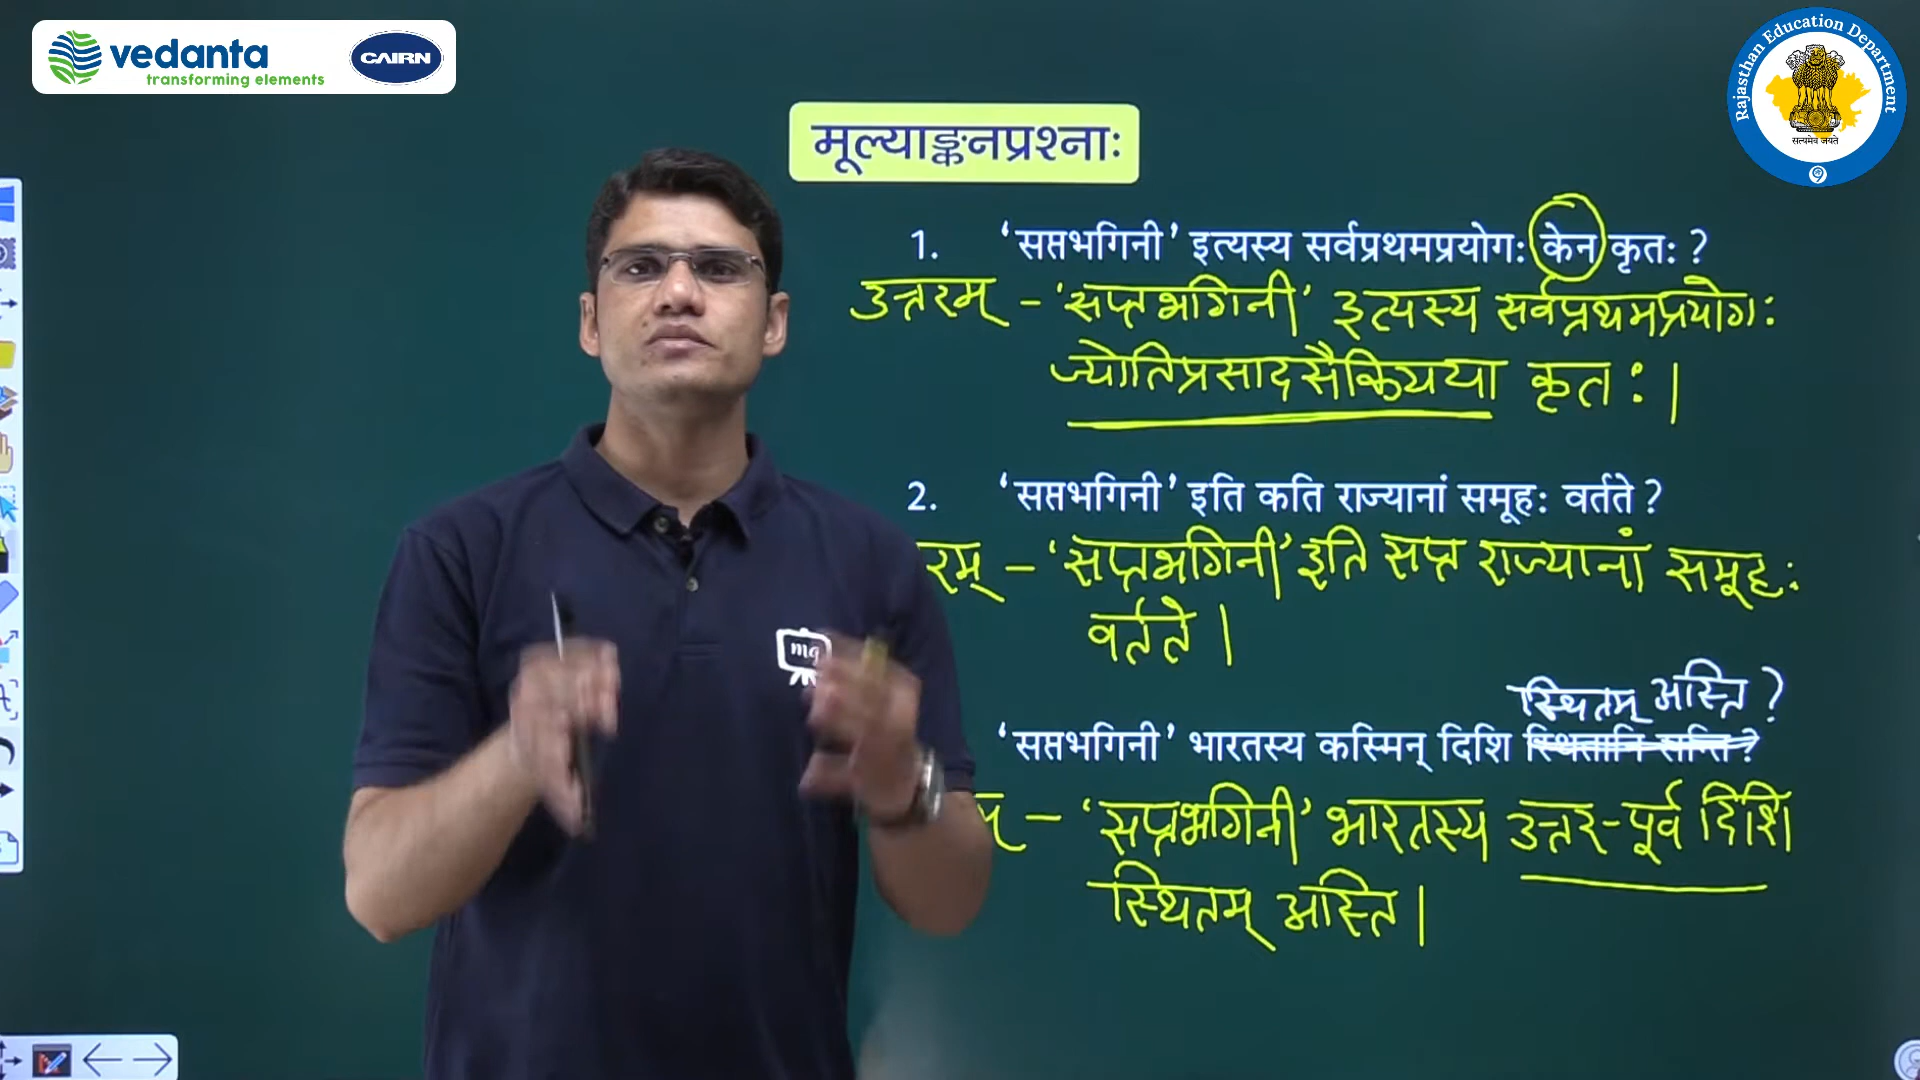 vedanta
transforming elements
CAIRN
Rajasthan Education Department
सत्यमेव जयते
मूल्याङ्कनप्रश्नाः
1. ‘सप्तभगिनी’ इत्यस्य सर्वप्रथमप्रयोगः केन कृतः ?
उत्तरम् – ‘सप्तभगिनी’ इत्यस्य सर्वप्रथमप्रयोगः
ज्योतिप्रसादसैकियया कृतः |
2. ‘सप्तभगिनी’ इति कति राज्यानां समूहः वर्तते ?
रम् – ‘सप्तभगिनी’ इति सप्त राज्यानां समूहः
वर्तते |
स्थितम् अस्ति ?
‘सप्तभगिनी’ भारतस्य कस्मिन् दिशि स्थितानि सन्ति ?
म् – ‘सप्तभगिनी’ भारतस्य उत्तर-पूर्व दिशि
स्थितम् अस्ति |